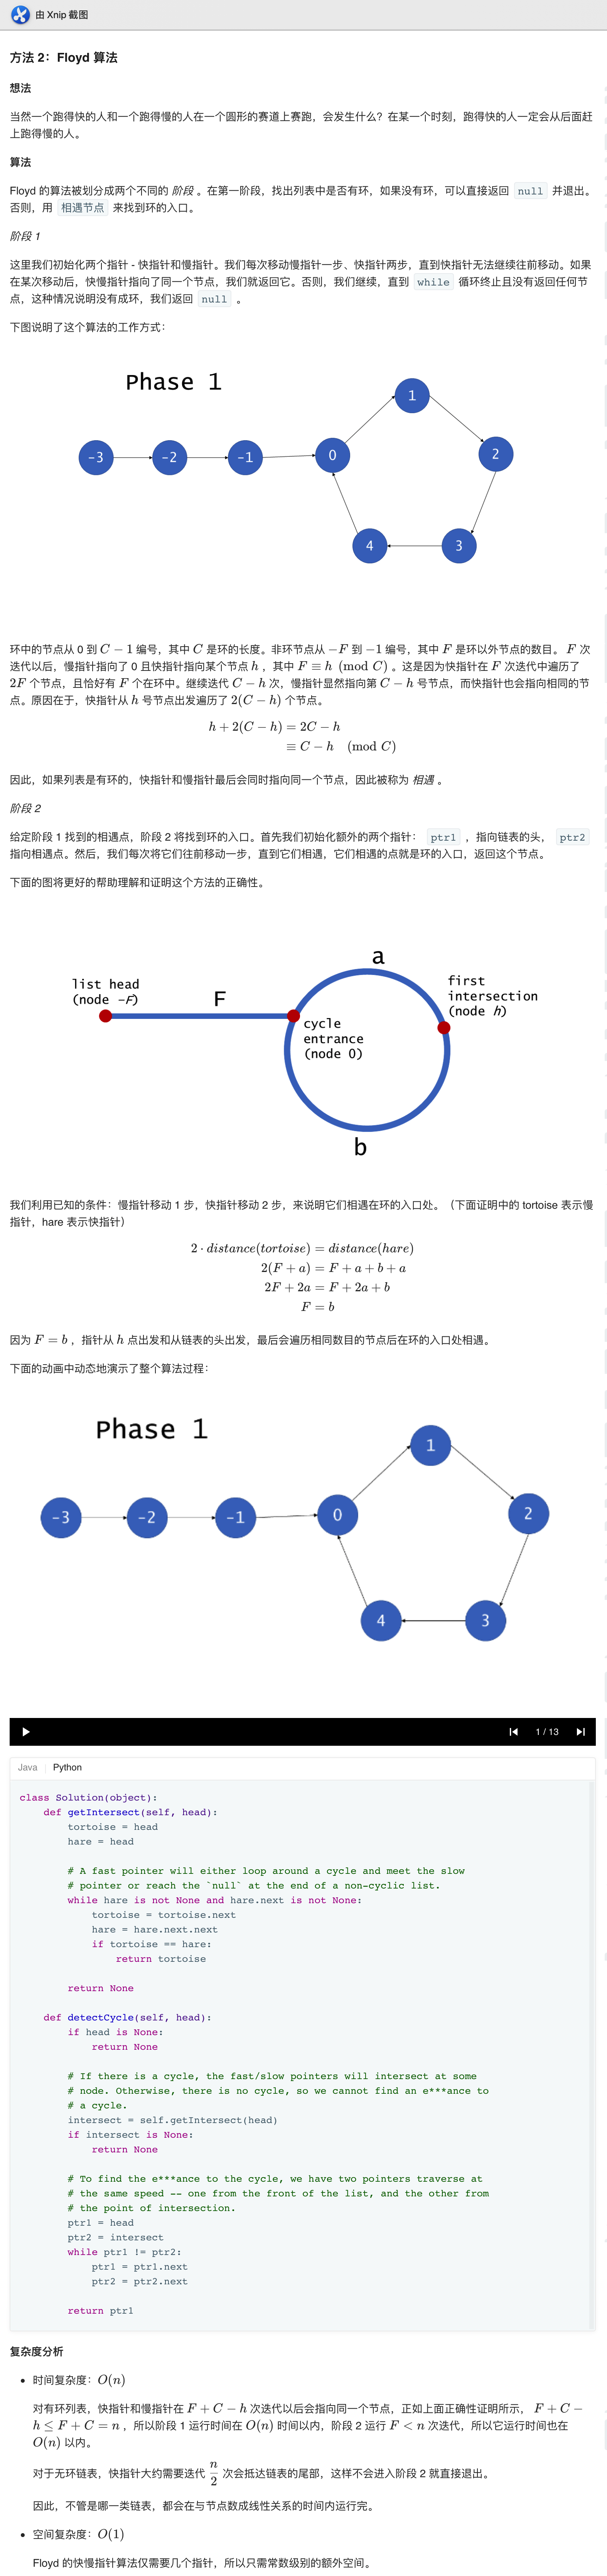 由 Xnip 截图
方法 2：Floyd 算法
想法
当然一个跑得快的人和一个跑得慢的人在一个圆形的赛道上赛跑，会发生什么？在某一个时刻，跑得快的人一定会从后面赶
上跑得慢的人。
算法
Floyd 的算法被划分成两个不同的 阶段 。在第一阶段，找出列表中是否有环，如果没有环，可以直接返回 null 并退出。
否则，用 相遇节点 来找到环的入口。
阶段 1
这里我们初始化两个指针 - 快指针和慢指针。我们每次移动慢指针一步、快指针两步，直到快指针无法继续往前移动。如果
在某次移动后，快慢指针指向了同一个节点，我们就返回它。否则，我们继续，直到 while 循环终止且没有返回任何节
点，这种情况说明没有成环，我们返回 null 。
下图说明了这个算法的工作方式：
Phase 1
1
-3 -2 -1 0 2
4 3
环中的节点从 0 到 C − 1 编号，其中 C 是环的长度。非环节点从 −F 到 −1 编号，其中 F 是环以外节点的数目。 F 次
迭代以后，慢指针指向了 0 且快指针指向某个节点 h ，其中 F ≡ h (mod C) 。这是因为快指针在 F 次迭代中遍历了
2F 个节点，且恰好有 F 个在环中。继续迭代 C − h 次，慢指针显然指向第 C − h 号节点，而快指针也会指向相同的节
点。原因在于，快指针从 h 号节点出发遍历了 2(C − h) 个节点。
h + 2(C − h) = 2C − h
≡ C − h (mod C)
因此，如果列表是有环的，快指针和慢指针最后会同时指向同一个节点，因此被称为 相遇 。
阶段 2
给定阶段 1 找到的相遇点，阶段 2 将找到环的入口。首先我们初始化额外的两个指针： ptr1 ，指向链表的头， ptr2
指向相遇点。然后，我们每次将它们往前移动一步，直到它们相遇，它们相遇的点就是环的入口，返回这个节点。
下面的图将更好的帮助理解和证明这个方法的正确性。
a
list head
(node -F)
F
first
intersection
(node h)
cycle
entrance
(node 0)
b
我们利用已知的条件：慢指针移动 1 步，快指针移动 2 步，来说明它们相遇在环的入口处。（下面证明中的 tortoise 表示慢
指针，hare 表示快指针）
2 · distance(tortoise) = distance(hare)
2(F + a) = F + a + b + a
2F + 2a = F + 2a + b
F = b
因为 F = b ，指针从 h 点出发和从链表的头出发，最后会遍历相同数目的节点后在环的入口处相遇。
下面的动画中动态地演示了整个算法过程：
Phase 1
1
-3 -2 -1 0 2
4 3
1 / 13
Java Python
class Solution(object):
    def getIntersect(self, head):
        tortoise = head
        hare = head
        # A fast pointer will either loop around a cycle and meet the slow
        # pointer or reach the `null` at the end of a non-cyclic list.
        while hare is not None and hare.next is not None:
            tortoise = tortoise.next
            hare = hare.next.next
            if tortoise == hare:
                return tortoise
        return None
    def detectCycle(self, head):
        if head is None:
            return None
        # If there is a cycle, the fast/slow pointers will intersect at some
        # node. Otherwise, there is no cycle, so we cannot find an e***ance to
        # a cycle.
        intersect = self.getIntersect(head)
        if intersect is None:
            return None
        # To find the e***ance to the cycle, we have two pointers traverse at
        # the same speed -- one from the front of the list, and the other from
        # the point of intersection.
        ptr1 = head
        ptr2 = intersect
        while ptr1 != ptr2:
            ptr1 = ptr1.next
            ptr2 = ptr2.next
        return ptr1
复杂度分析
• 时间复杂度：O(n)
对有环列表，快指针和慢指针在 F + C − h 次迭代以后会指向同一个节点，正如上面正确性证明所示， F + C −
h ≤ F + C = n ，所以阶段 1 运行时间在 O(n) 时间以内，阶段 2 运行 F < n 次迭代，所以它运行时间也在
O(n) 以内。
对于无环链表，快指针大约需要迭代 n/2 次会抵达链表的尾部，这样不会进入阶段 2 就直接退出。
因此，不管是哪一类链表，都会在与节点数成线性关系的时间内运行完。
• 空间复杂度：O(1)
Floyd 的快慢指针算法仅需要几个指针，所以只需常数级别的额外空间。